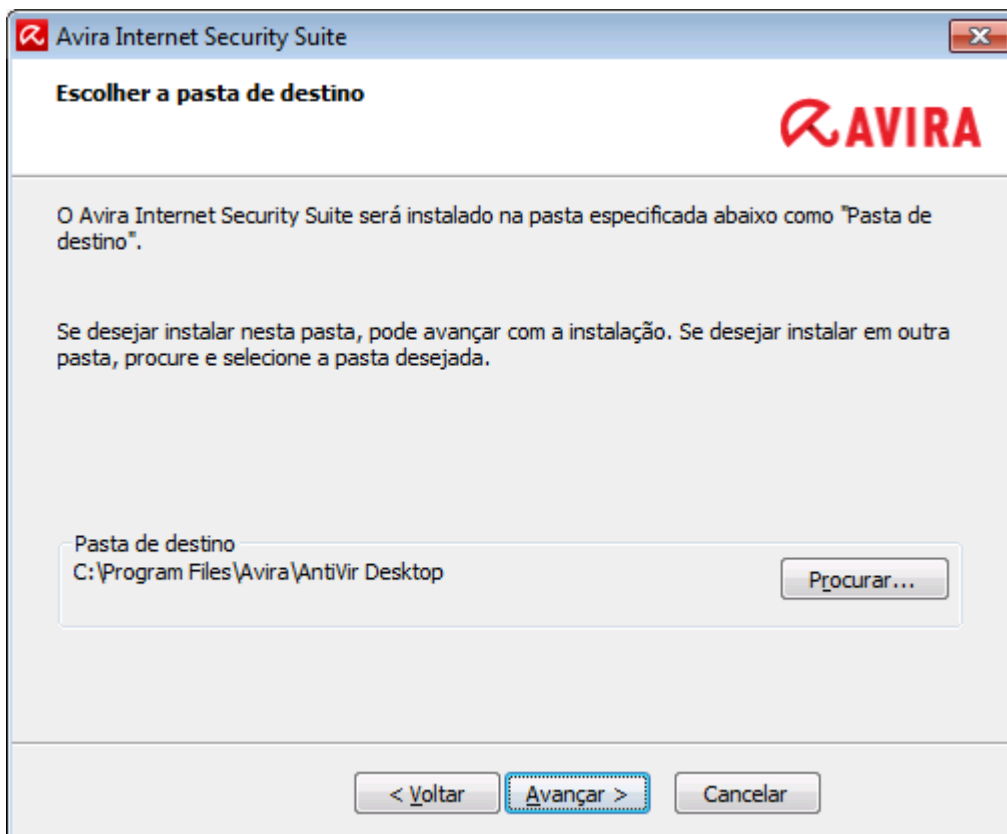 Avira Internet Security Suite
Escolher a pasta de destino
AVIRA
O Avira Internet Security Suite será instalado na pasta especificada abaixo como "Pasta de
destino".
Se desejar instalar nesta pasta, pode avançar com a instalação. Se desejar instalar em outra
pasta, procure e selecione a pasta desejada.
Pasta de destino
C:\Program Files\Avira\AntiVir Desktop
Procurar...
< Voltar
Avançar >
Cancelar